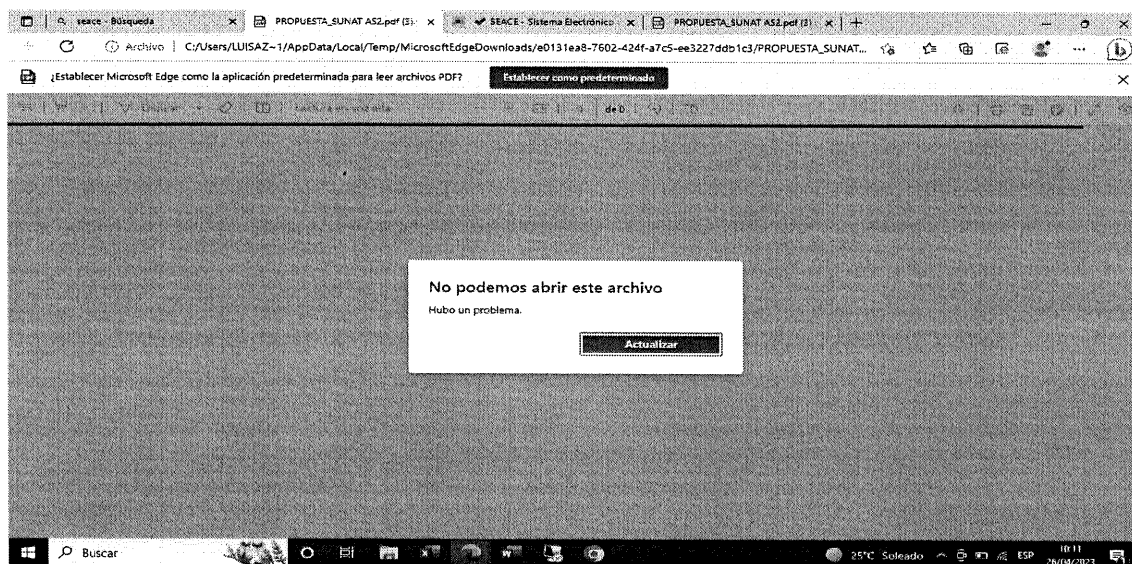 seace - Búsqueda
PROPUESTA_SUNAT AS2.pdf (3)
SEACE - Sistema Electrónico
PROPUESTA_SUNAT AS2.pdf (3)
Archivo
C:/Users/LUISAZ~1/AppData/Local/Temp/MicrosoftEdgeDownloads/e0131ea8-7602-424f-a7c5-ee3227ddb1c3/PROPUESTA_SUNAT...
¿Establecer Microsoft Edge como la aplicación predeterminada para leer archivos PDF?
Establecer como predeterminado
de 0
No podemos abrir este archivo
Hubo un problema.
Actualizar
Buscar
25°C Soleado
ESP
10:11
26/04/2023